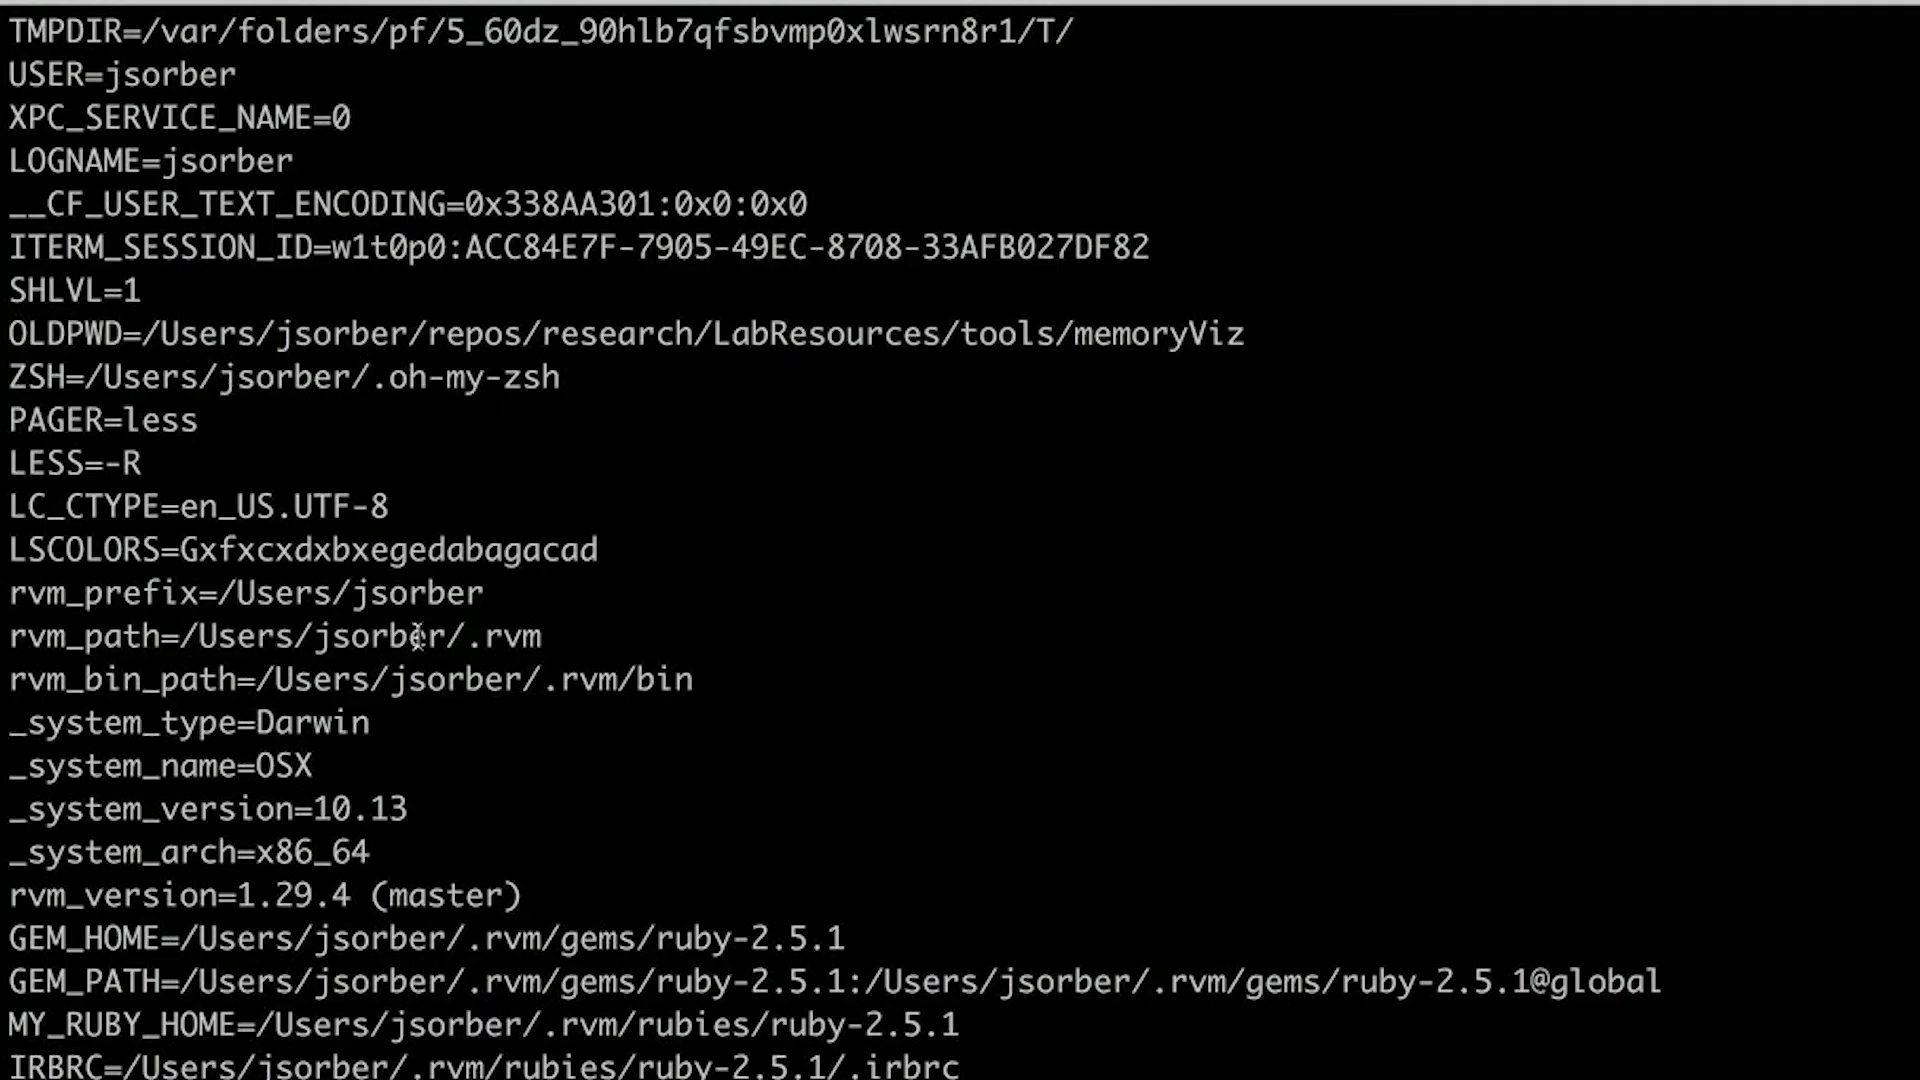 TMPDIR=/var/folders/pf/5_60dz_90hlb7qfsbvmp0xlwsrn8r1/T/
USER=jsorber
XPC_SERVICE_NAME=0
LOGNAME=jsorber
__CF_USER_TEXT_ENCODING=0x338AA301:0x0:0x0
ITERM_SESSION_ID=w1t0p0:ACC84E7F-7905-49EC-8708-33AFB027DF82
SHLVL=1
OLDPWD=/Users/jsorber/repos/research/LabResources/tools/memoryViz
ZSH=/Users/jsorber/.oh-my-zsh
PAGER=less
LESS=-R
LC_CTYPE=en_US.UTF-8
LSCOLORS=Gxfxcxdxbxegedabagacad
rvm_prefix=/Users/jsorber
rvm_path=/Users/jsorber/.rvm
rvm_bin_path=/Users/jsorber/.rvm/bin
_system_type=Darwin
_system_name=OSX
_system_version=10.13
_system_arch=x86_64
rvm_version=1.29.4 (master)
GEM_HOME=/Users/jsorber/.rvm/gems/ruby-2.5.1
GEM_PATH=/Users/jsorber/.rvm/gems/ruby-2.5.1:/Users/jsorber/.rvm/gems/ruby-2.5.1@global
MY_RUBY_HOME=/Users/jsorber/.rvm/rubies/ruby-2.5.1
IRBRC=/Users/jsorber/.rvm/rubies/ruby-2.5.1/.irbrc